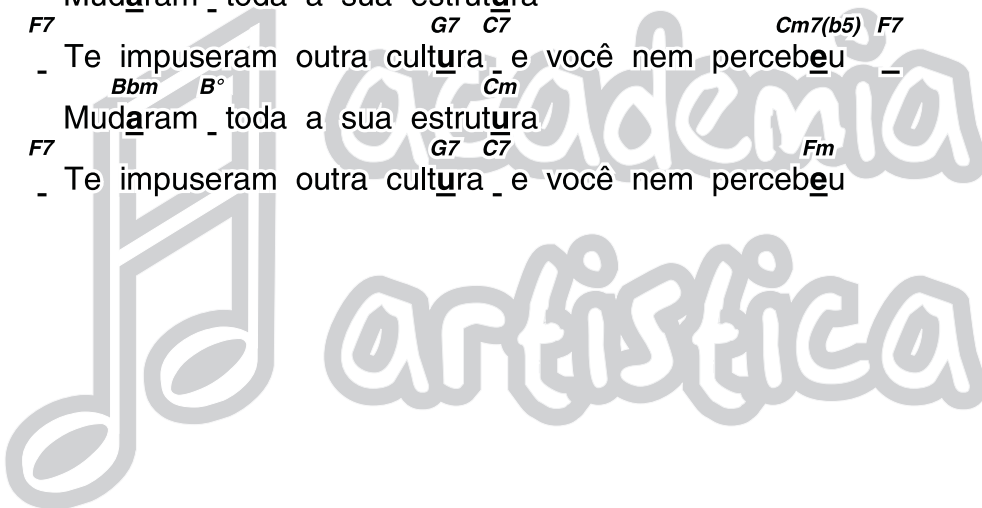 Mudaram _ toda a sua estrutura
F7 G7 C7 Cm7(b5) F7
_ Te impuseram outra cultura _ e você nem percebeu _
Bbm B° Cm
Mudaram _ toda a sua estrutura
F7 G7 C7 Fm
_ Te impuseram outra cultura _ e você nem percebeu
academia
artistica